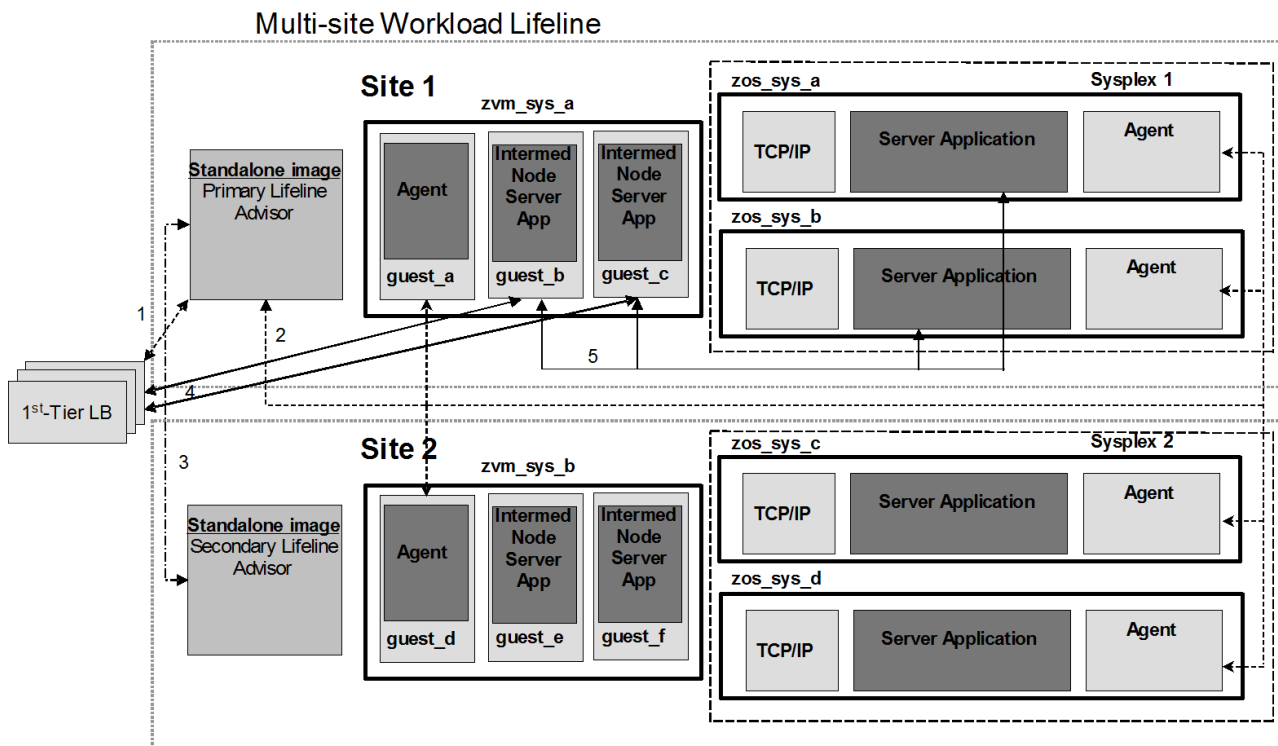 Multi-site Workload Lifeline
Site 1
zvm_sys_a
Standalone image
Primary Lifeline
Advisor
Agent
guest_a
Intermed
Node
Server
App
guest_b
Intermed
Node
Server
App
guest_c
zos_sys_a
Sysplex 1
TCP/IP
Server Application
Agent
zos_sys_b
TCP/IP
Server Application
Agent
1
2
5
4
1st-Tier LB
3
Site 2
zvm_sys_b
Standalone image
Secondary Lifeline
Advisor
Agent
guest_d
Intermed
Node
Server
App
guest_e
Intermed
Node
Server
App
guest_f
zos_sys_c
Sysplex 2
TCP/IP
Server Application
Agent
zos_sys_d
TCP/IP
Server Application
Agent